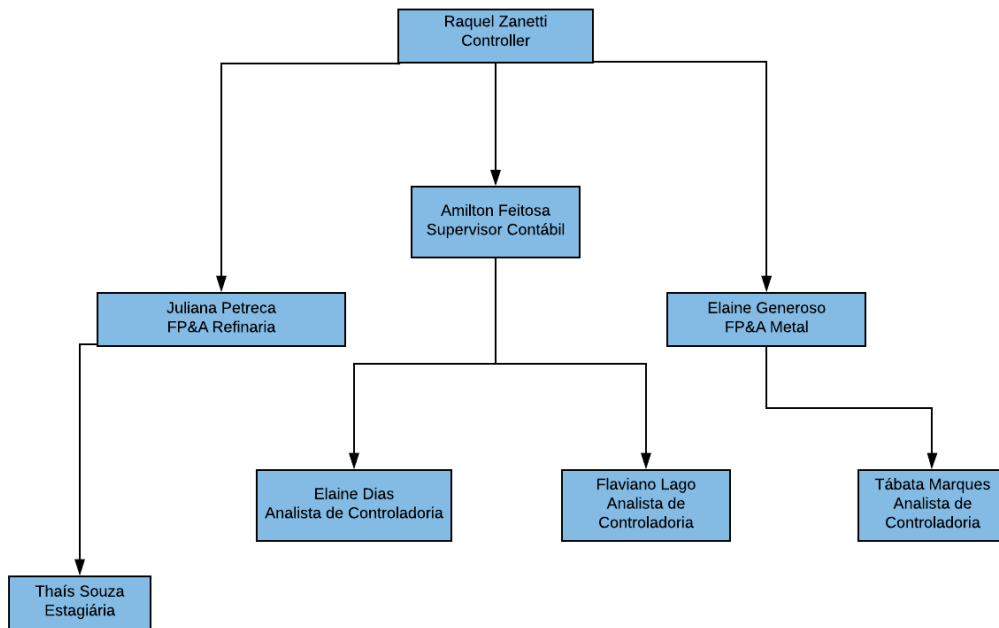 Raquel Zanetti
Controller
Amilton Feitosa
Supervisor Contábil
Juliana Petreca
FP&A Refinaria
Elaine Generoso
FP&A Metal
Elaine Dias
Analista de Controladoria
Flaviano Lago
Analista de
Controladoria
Tábata Marques
Analista de
Controladoria
Thaís Souza
Estagiária